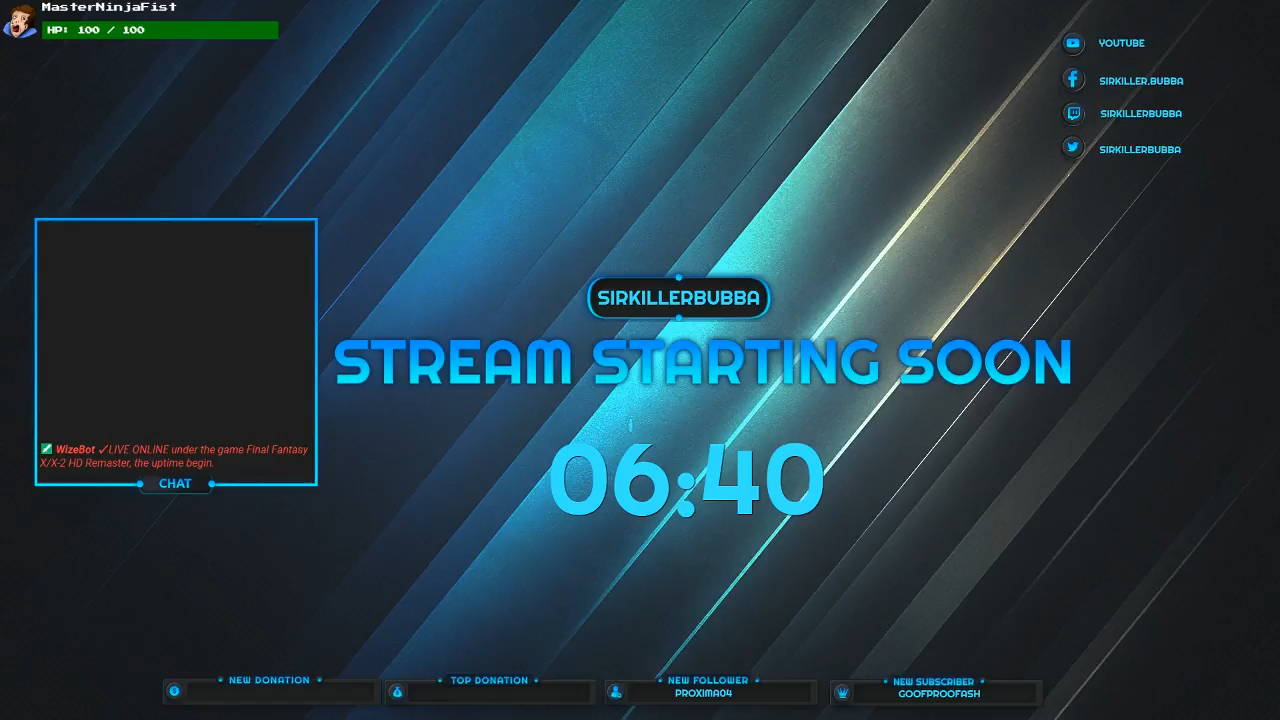 MasterNinjaFist
HP: 100 / 100
YOUTUBE
SIRKILLER.BUBBA
SIRKILLERBUBBA
SIRKILLERBUBBA
SIRKILLERBUBBA
STREAM STARTING SOON
06:40
WizeBot ✓LIVE ONLINE under the game Final Fantasy
X/X-2 HD Remaster, the uptime begin.
CHAT
NEW DONATION
TOP DONATION
NEW FOLLOWER
PROXIMA04
NEW SUBSCRIBER
GOOFPROOFASH